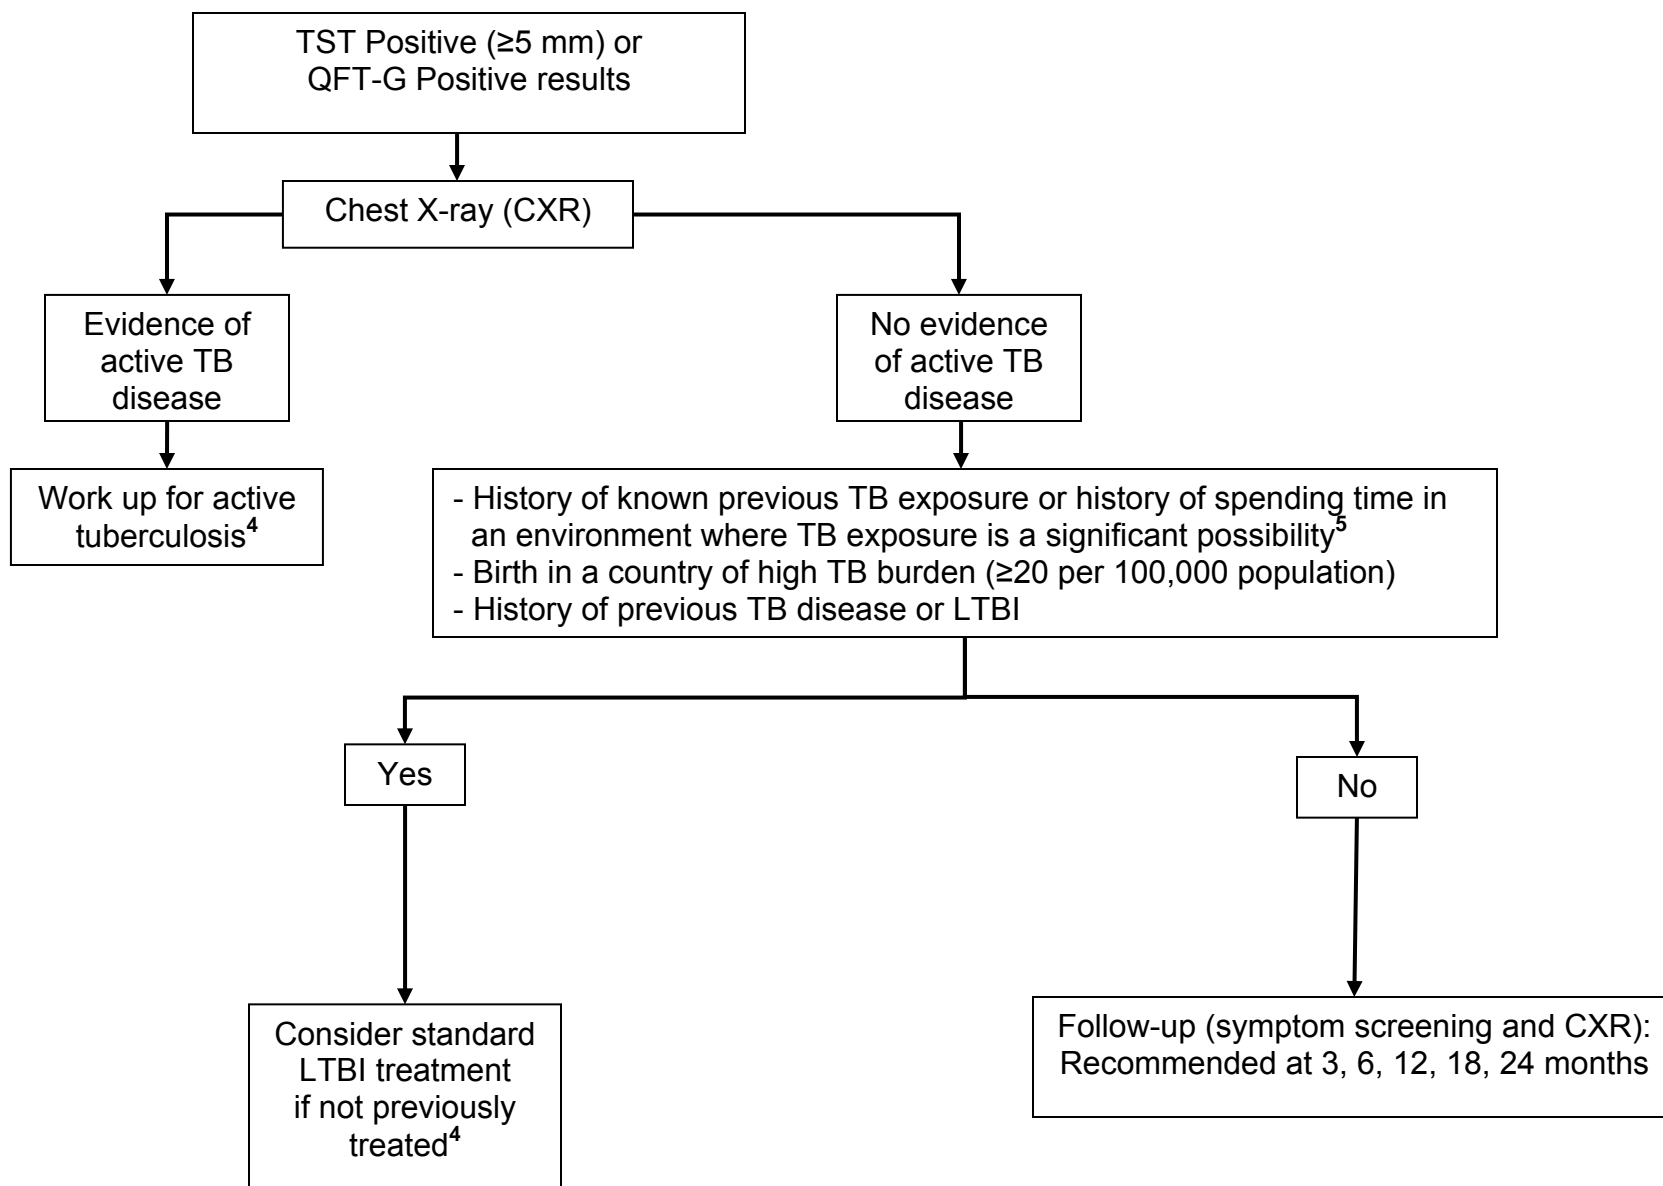 TST Positive (≥5 mm) or
QFT-G Positive results
Chest X-ray (CXR)
Evidence of
active TB
disease
No evidence
of active TB
disease
Work up for active
tuberculosis4
- History of known previous TB exposure or history of spending time in
an environment where TB exposure is a significant possibility5
- Birth in a country of high TB burden (≥20 per 100,000 population)
- History of previous TB disease or LTBI
Yes
No
Consider standard
LTBI treatment
if not previously
treated4
Follow-up (symptom screening and CXR):
Recommended at 3, 6, 12, 18, 24 months